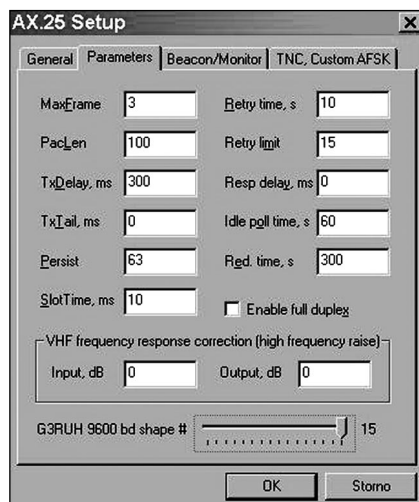 AX.25 Setup
General Parameters Beacon/Monitor TNC, Custom AFSK
MaxFrame 3 Retry time, s 10
PacLen 100 Retry limit 15
TxDelay, ms 300 Resp delay, ms 0
TxTail, ms 0 Idle poll time, s 60
Persist 63 Red. time, s 300
SlotTime, ms 10 Enable full duplex
VHF frequency response correction (high frequency raise)
Input, dB 0 Output, dB 0
G3RUH 9600 bd shape # 15
OK Storno